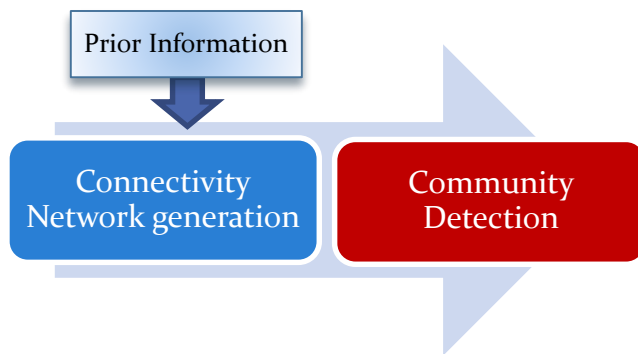 Prior Information
Connectivity
Network generation
Community
Detection